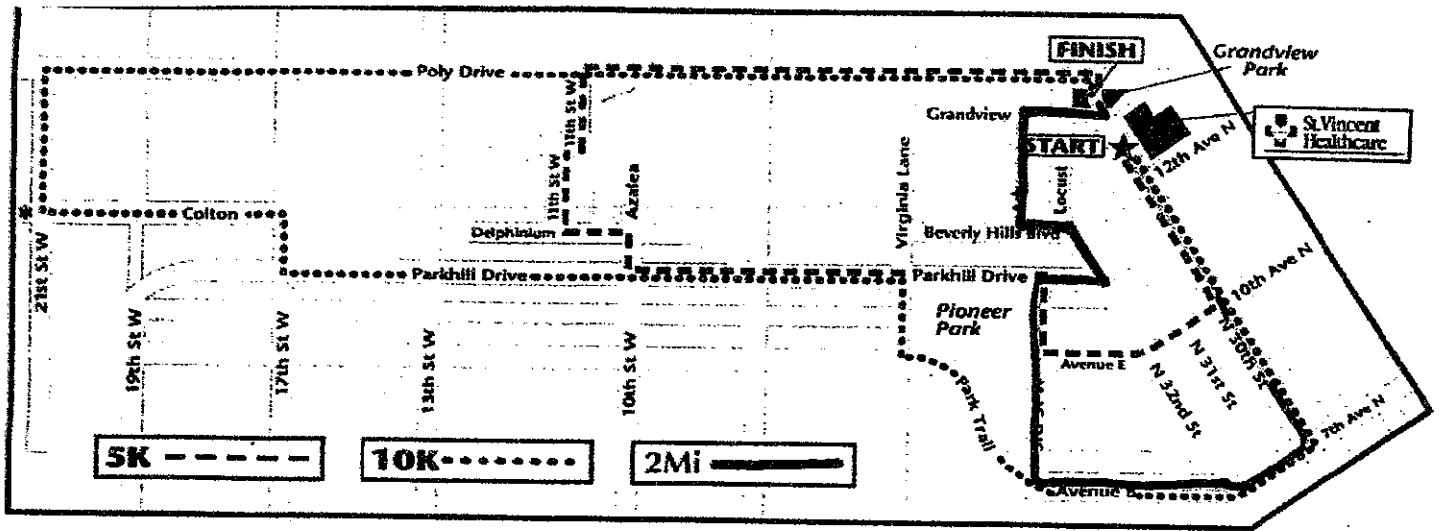 FINISH
Grandview
Park
Poly Drive
Grandview
11th St W
St. Vincent
Healthcare
START
12th Ave N
11th St W
Azalea
Virginia Lane
Locust
Colton
Delphinium
Beverly Hills Blvd
Parkhill Drive
Parkhill Drive
10th Ave N
21st St W
Pioneer
Park
19th St W
17th St W
13th St W
10th St W
Avenue E
N 30th St
N 31st St
N 32nd St
Park Trail
7th Ave N
5K
10K
2Mi
Avenue